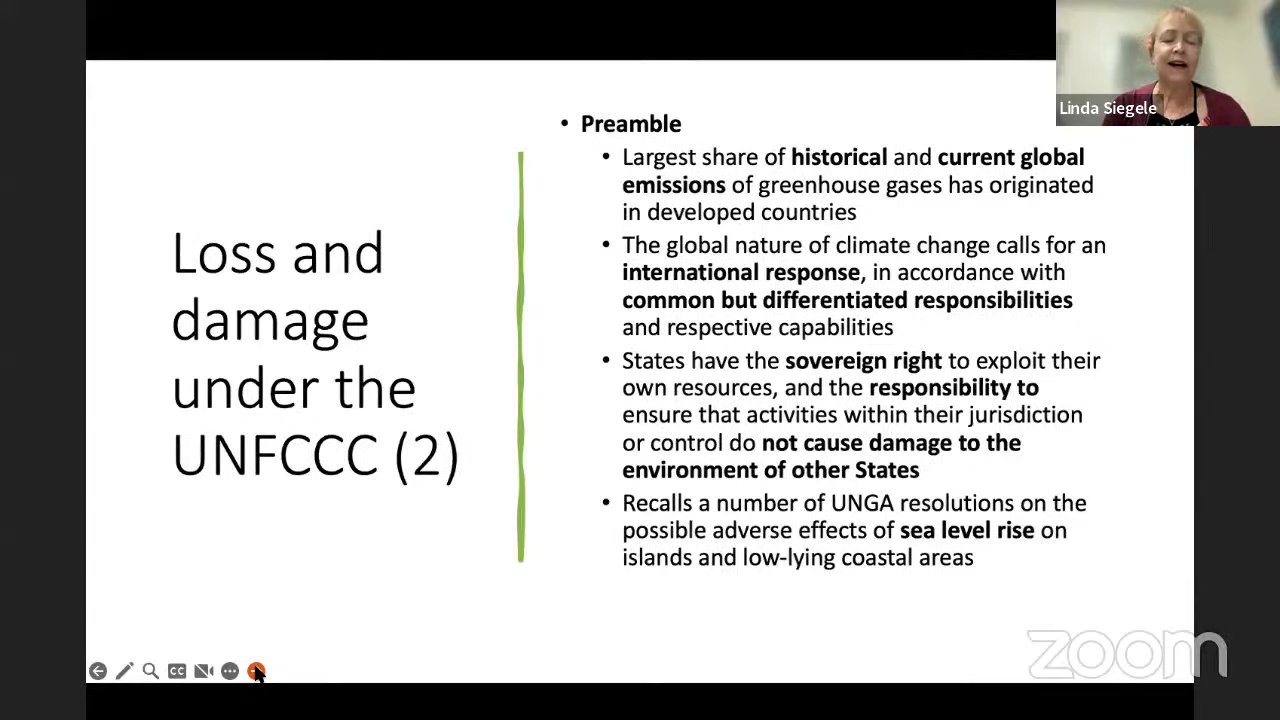 Linda Siegele
Loss and
damage
under the
UNFCCC (2)
• Preamble
• Largest share of historical and current global
emissions of greenhouse gases has originated
in developed countries
• The global nature of climate change calls for an
international response, in accordance with
common but differentiated responsibilities
and respective capabilities
• States have the sovereign right to exploit their
own resources, and the responsibility to
ensure that activities within their jurisdiction
or control do not cause damage to the
environment of other States
• Recalls a number of UNGA resolutions on the
possible adverse effects of sea level rise on
islands and low-lying coastal areas
CC
zoom